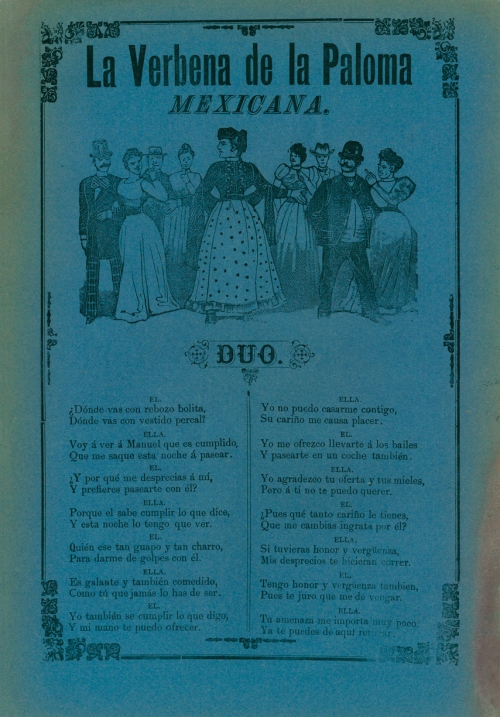 La Verbena de la Paloma
MEXICANA.
DUO.
EL.
¿Dónde vas con rebozo bolita,
Dónde vas con vestido percal?
ELLA.
Voy á ver á Manuel que es cumplido,
Que me saque esta noche á pasear.
EL.
¿Y por qué me desprecias á mí,
Y prefieres pasearte con él?
ELLA.
Porque el sabe cumplir lo que dice,
Y esta noche lo tengo que ver.
EL.
Quién ese tan guapo y tan charro,
Para darme de golpes con él.
ELLA.
Es galante y también comedido,
Como tú que jamás lo has de ser.
EL.
Yo también se cumplir lo que digo,
Y mi mano te puedo ofrecer.
ELLA.
Yo no puedo casarme contigo,
Su cariño me causa placer.
EL.
Yo me ofrezco llevarte á los bailes
Y pasearte en un coche también.
ELLA.
Yo agradezco tu oferta y tus mieles,
Pero á ti no te puedo querer.
EL.
¿Pues qué tanto cariño le tienes,
Que me cambias ingrata por él?
ELLA.
Si tuvieras honor y vergüenza,
Mis desprecios te hicieran correr.
EL.
Tengo honor y vergüenza tambien,
Pues te juro que me de vengar.
ELLA.
Tu amenaza me importa muy poco
Ya te puedes de aquí retirar.